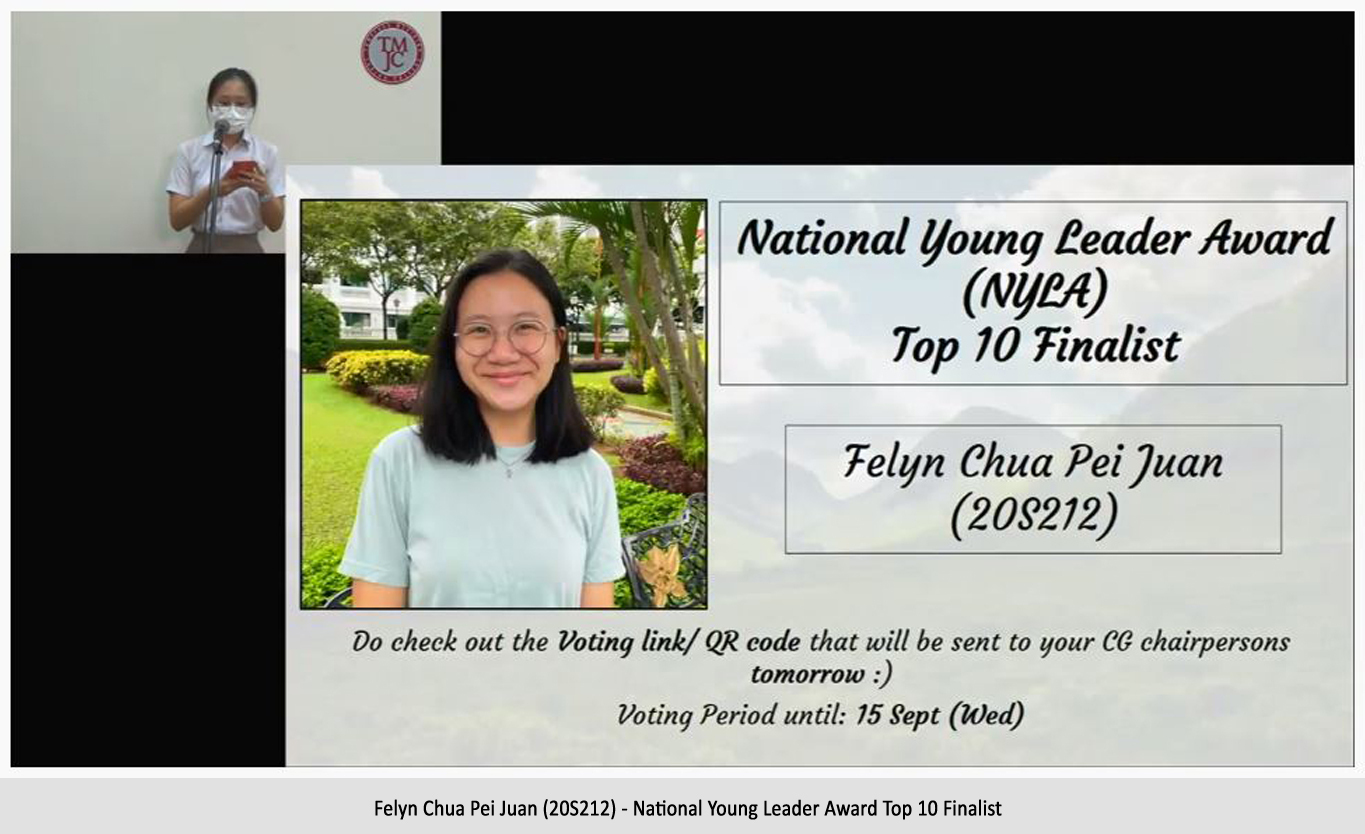 TM
JC
National Young Leader Award
(NYLA)
Top 10 Finalist
Felyn Chua Pei Juan
(20S212)
Do check out the Voting link/ QR code that will be sent to your CG chairpersons
tomorrow :)
Voting Period until: 15 Sept (Wed)
Felyn Chua Pei Juan (20S212) - National Young Leader Award Top 10 Finalist